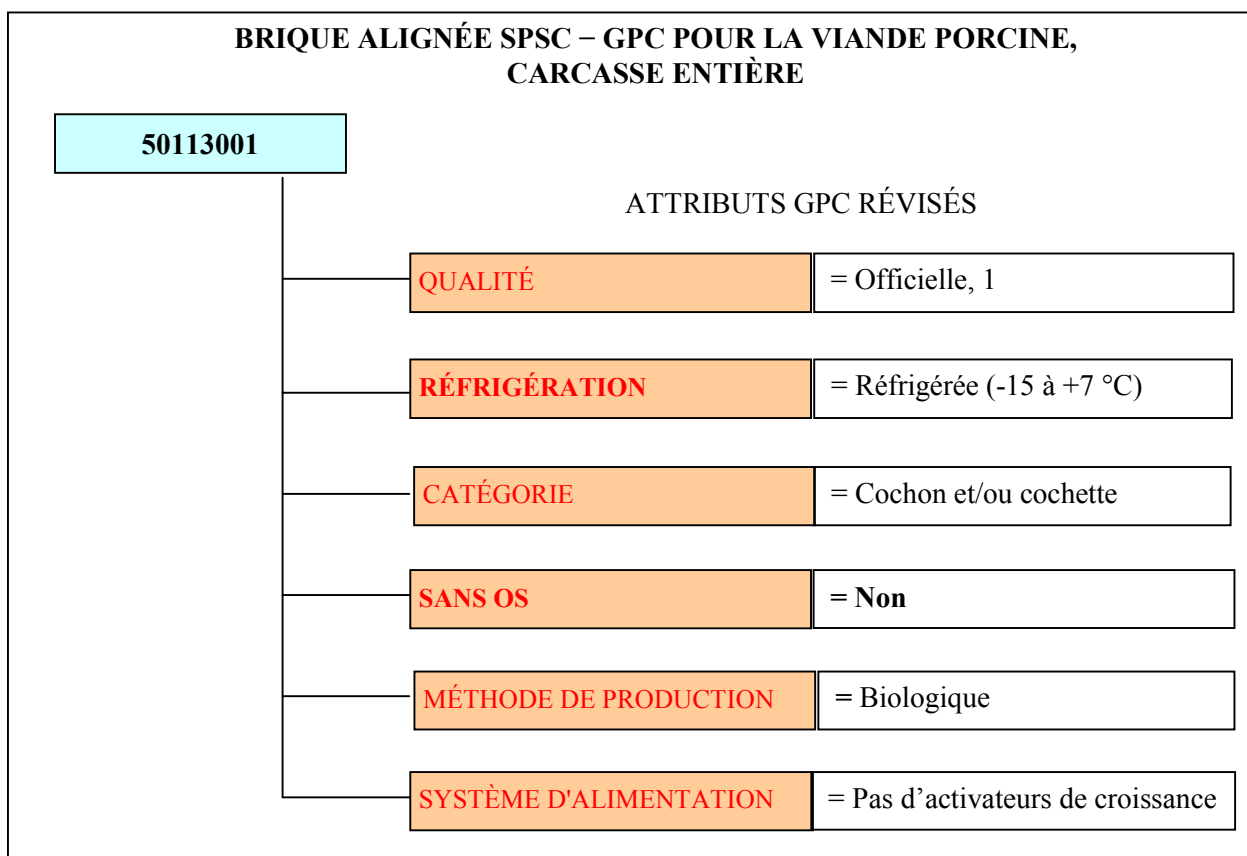 BRIQUE ALIGNÉE SPSC − GPC POUR LA VIANDE PORCINE,
CARCASSE ENTIÈRE
50113001
ATTRIBUTS GPC RÉVISÉS
QUALITÉ = Officielle, 1
RÉFRIGÉRATION = Réfrigérée (-15 à +7 °C)
CATÉGORIE = Cochon et/ou cochette
SANS OS = Non
MÉTHODE DE PRODUCTION = Biologique
SYSTÈME D'ALIMENTATION = Pas d’activateurs de croissance